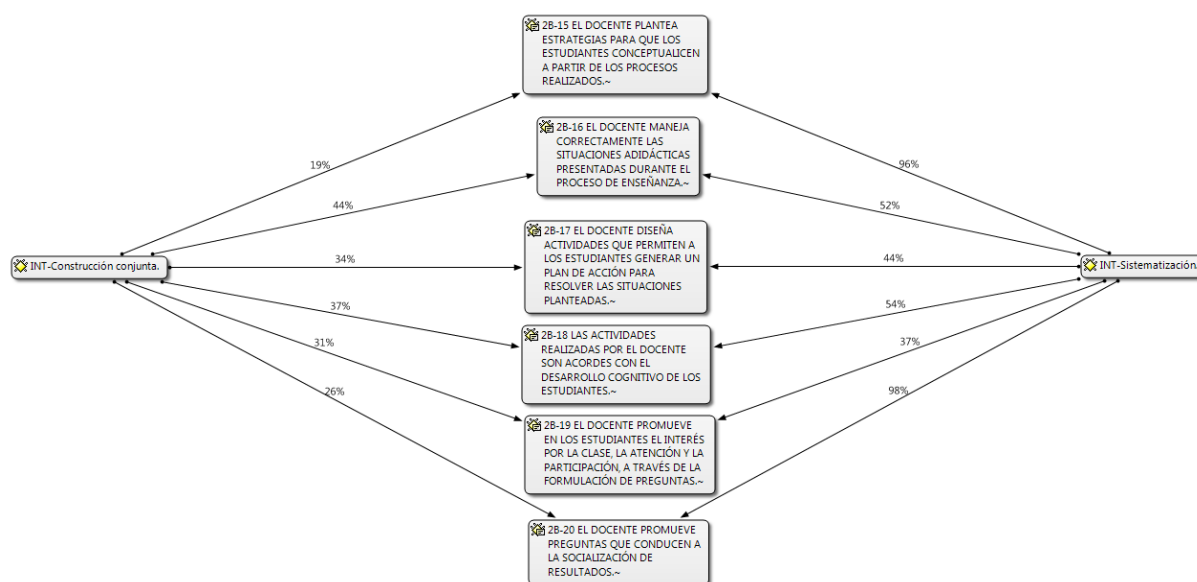 2B-15 EL DOCENTE PLANTEA
ESTRATEGIAS PARA QUE LOS
ESTUDIANTES CONCEPTUALICEN
A PARTIR DE LOS PROCESOS
REALIZADOS.~
2B-16 EL DOCENTE MANEJA
CORRECTAMENTE LAS
SITUACIONES ADIDÁCTICAS
PRESENTADAS DURANTE EL
PROCESO DE ENSEÑANZA.~
19%
96%
44%
52%
2B-17 EL DOCENTE DISEÑA
ACTIVIDADES QUE PERMITEN A
LOS ESTUDIANTES GENERAR UN
PLAN DE ACCIÓN PARA
RESOLVER LAS SITUACIONES
PLANTEADAS.~
INT-Construcción conjunta.
34%
44%
INT-Sistematización.
37%
54%
2B-18 LAS ACTIVIDADES
REALIZADAS POR EL DOCENTE
SON ACORDES CON EL
DESARROLLO COGNITIVO DE LOS
ESTUDIANTES.~
31%
37%
26%
98%
2B-19 EL DOCENTE PROMUEVE
EN LOS ESTUDIANTES EL INTERÉS
POR LA CLASE, LA ATENCIÓN Y LA
PARTICIPACIÓN, A TRAVÉS DE LA
FORMULACIÓN DE PREGUNTAS.~
2B-20 EL DOCENTE PROMUEVE
PREGUNTAS QUE CONDUCEN A
LA SOCIALIZACIÓN DE
RESULTADOS.~